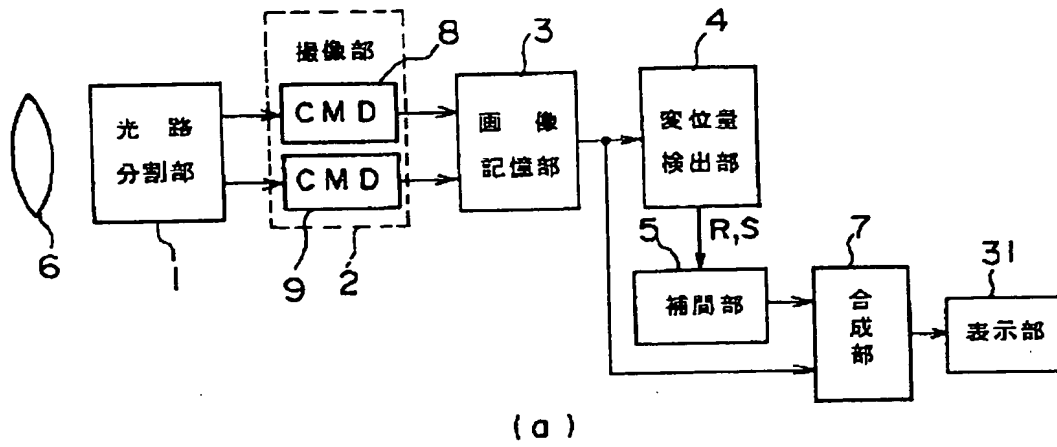 撮像部
8
3
4
CMD
光路
分割部
画像
記憶部
変位量
検出部
CMD
6
1
9
2
R,S
5
7
31
補間部
合成部
表示部
(a)